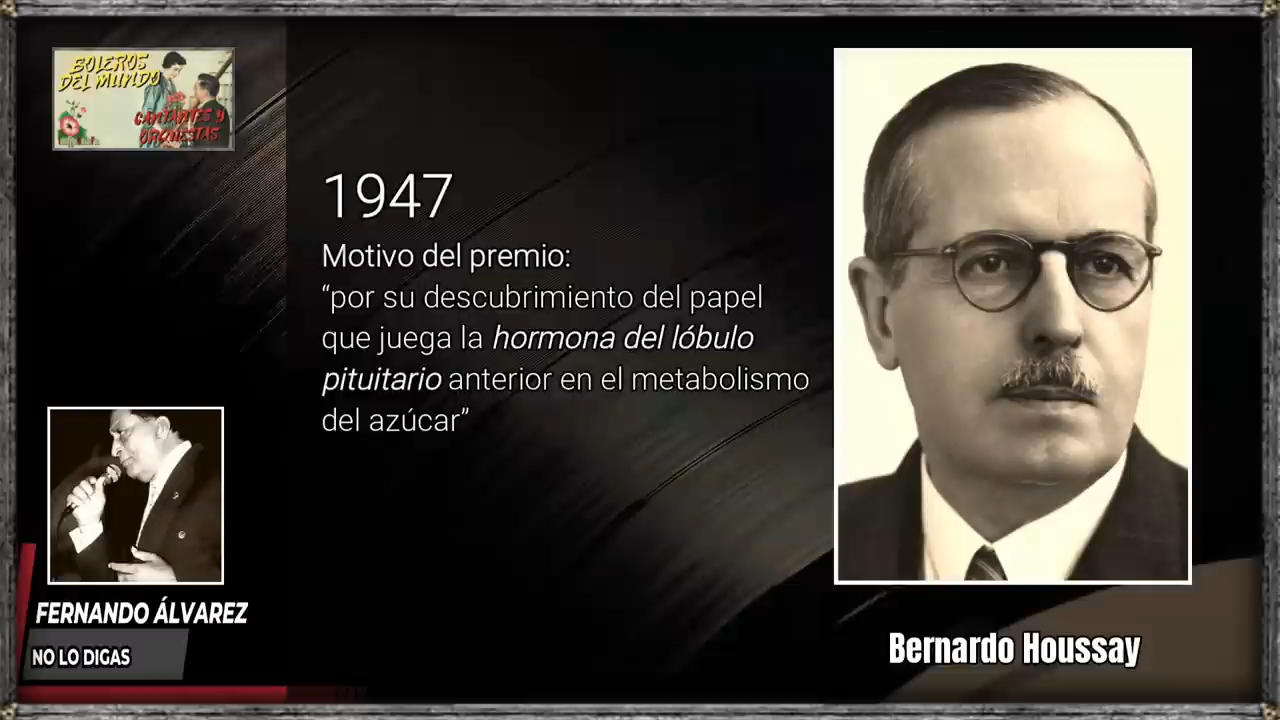 BOLEROS
DEL MUNDO
CANTANTES Y
ORQUESTAS
1947
Motivo del premio:
“por su descubrimiento del papel
que juega la hormona del lóbulo
pituitario anterior en el metabolismo
del azúcar”
FERNANDO ÁLVAREZ
NO LO DIGAS
Bernardo Houssay